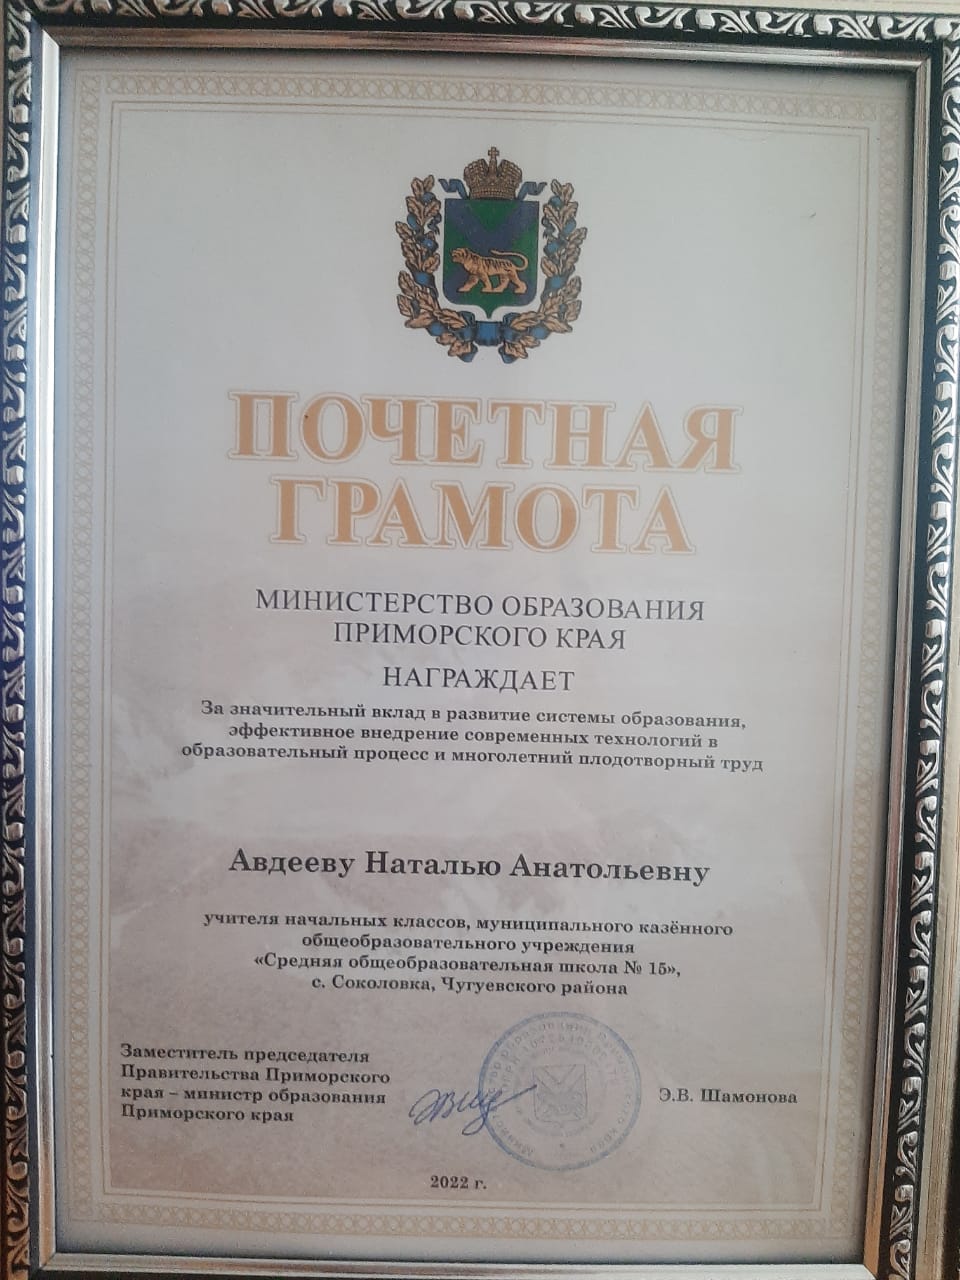 ПОЧЕТНАЯ
ГРАМОТА
МИНИСТЕРСТВО ОБРАЗОВАНИЯ
ПРИМОРСКОГО КРАЯ
НАГРАЖДАЕТ
За значительный вклад в развитие системы образования,
эффективное внедрение современных технологий в
образовательный процесс и многолетний плодотворный труд
Авдееву Наталью Анатольевну
учителя начальных классов, муниципального казённого
общеобразовательного учреждения
«Средняя общеобразовательная школа № 15»,
с. Соколовка, Чугуевского района
Заместитель председателя
Правительства Приморского
края – министр образования
Приморского края
Э.В. Шамонова
2022 г.